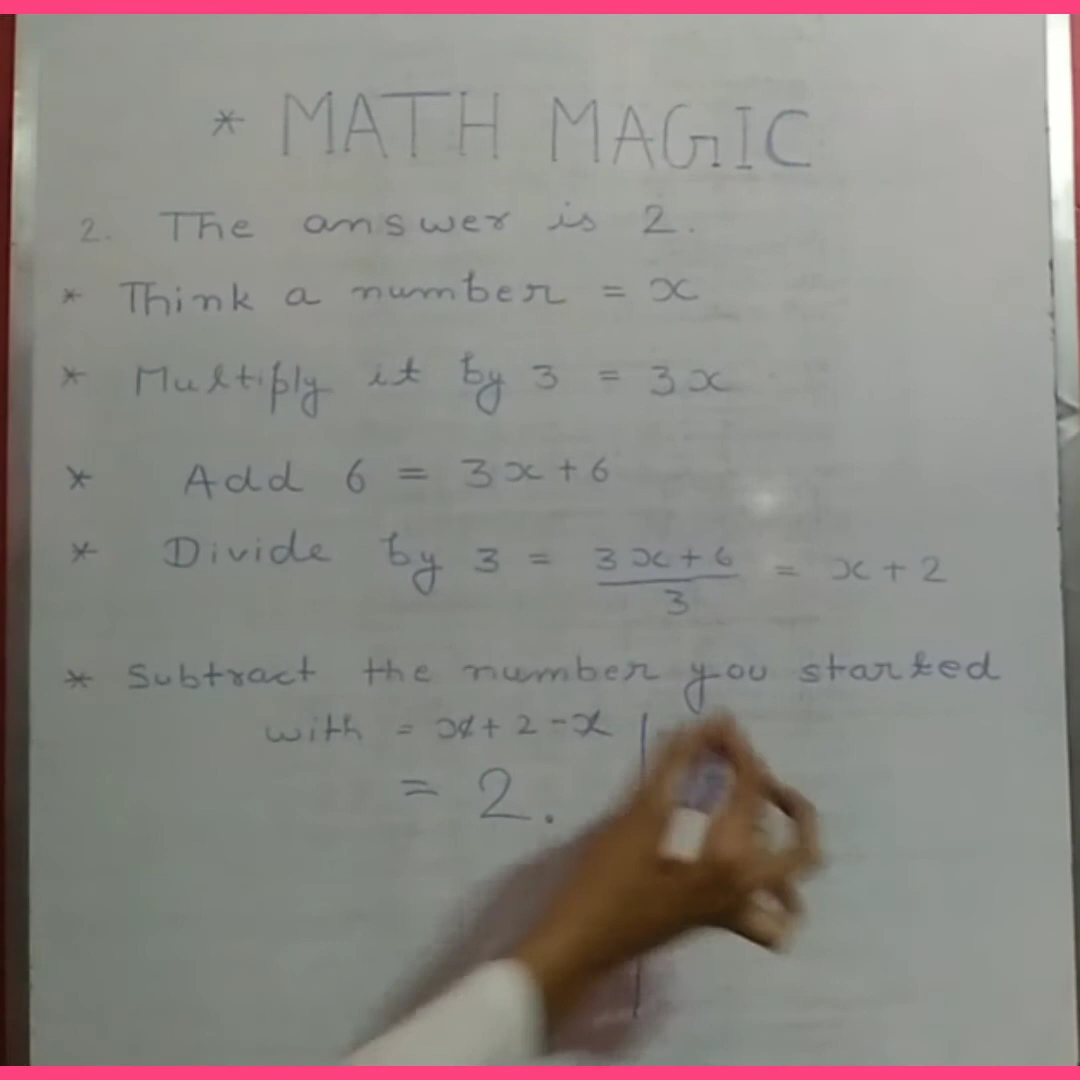 * MATH MAGIC
2. The answer is 2.
* Think a number = x
* Multiply it by 3 = 3x
* Add 6 = 3x+6
* Divide by 3 = 3x+6/3 = x+2
* Subtract the number you started
with = x+2-x
= 2.